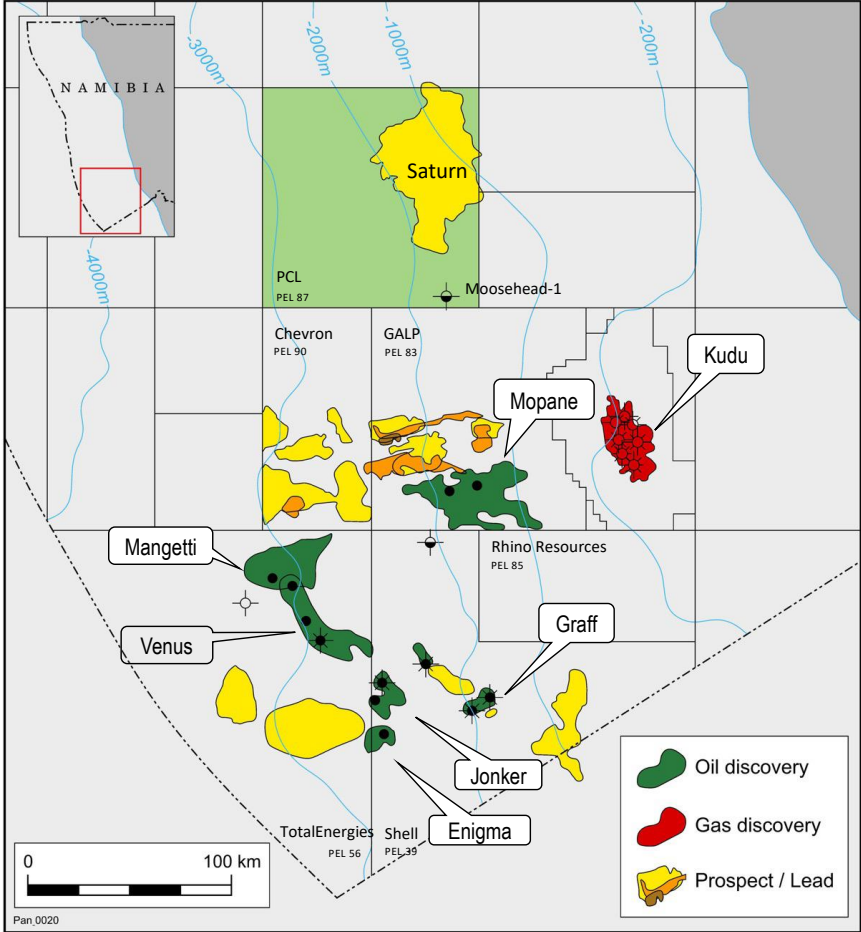 -3000m
-2000m
-1000m
-200m
NAMIBIA
Saturn
-4000m
PCL
PEL 87
Moosehead-1
Chevron
PEL 90
GALP
PEL 83
Kudu
Mopane
Mangetti
Rhino Resources
PEL 85
Venus
Graff
Jonker
Enigma
TotalEnergies
PEL 56
Shell
PEL 39
Oil discovery
Gas discovery
Prospect / Lead
0 100 km
Pan_0020